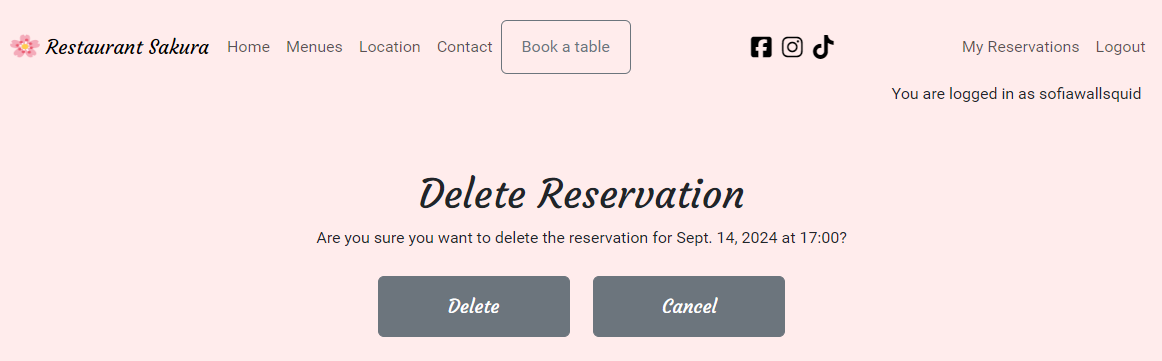 Restaurant Sakura Home Menues Location Contact Book a table My Reservations Logout
You are logged in as sofiawallsquid
Delete Reservation
Are you sure you want to delete the reservation for Sept. 14, 2024 at 17:00?
Delete Cancel